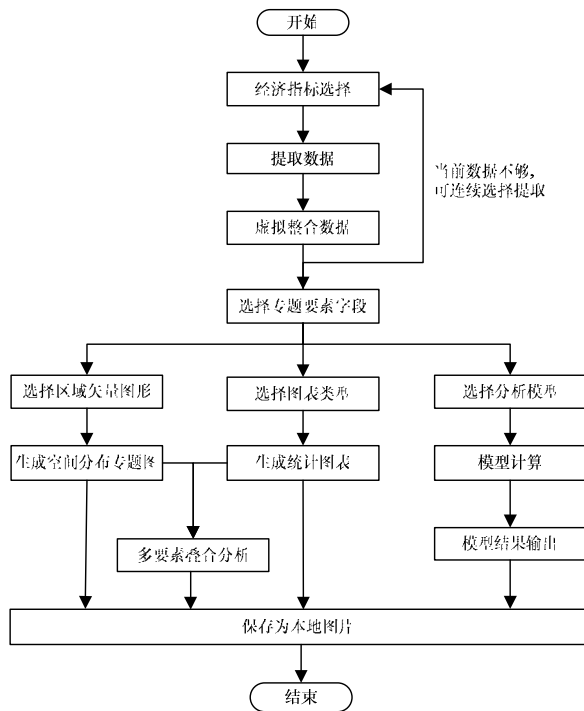 开始
经济指标选择
提取数据
当前数据不够,
可连续选择提取
虚拟整合数据
选择专题要素字段
选择区域矢量图形
选择图表类型
选择分析模型
生成空间分布专题图
生成统计图表
模型计算
多要素叠合分析
模型结果输出
保存为本地图片
结束